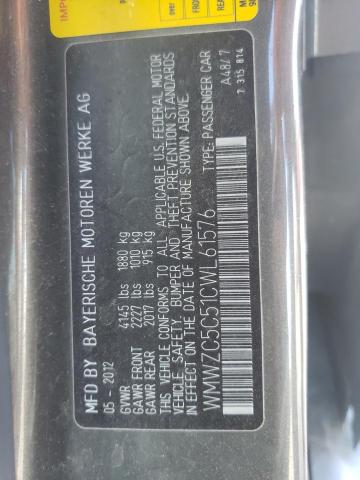 MFD BY BAYERISCHE MOTOREN WERKE AG
05-2012
GVWR 4145 lbs 1880 kg
GAWR FRONT 2227 lbs 1010 kg
GAWR REAR 2017 lbs 915 kg
THIS VEHICLE CONFORMS TO ALL APPLICABLE U.S. FEDERAL MOTOR
VEHICLE SAFETY, BUMPER, AND THEFT PREVENTION STANDARDS
IN EFFECT ON THE DATE OF MANUFACTURE SHOWN ABOVE.
WMWZC5C51CWL61576 TYPE: PASSENGER CAR
A48/7
7 315 814
over